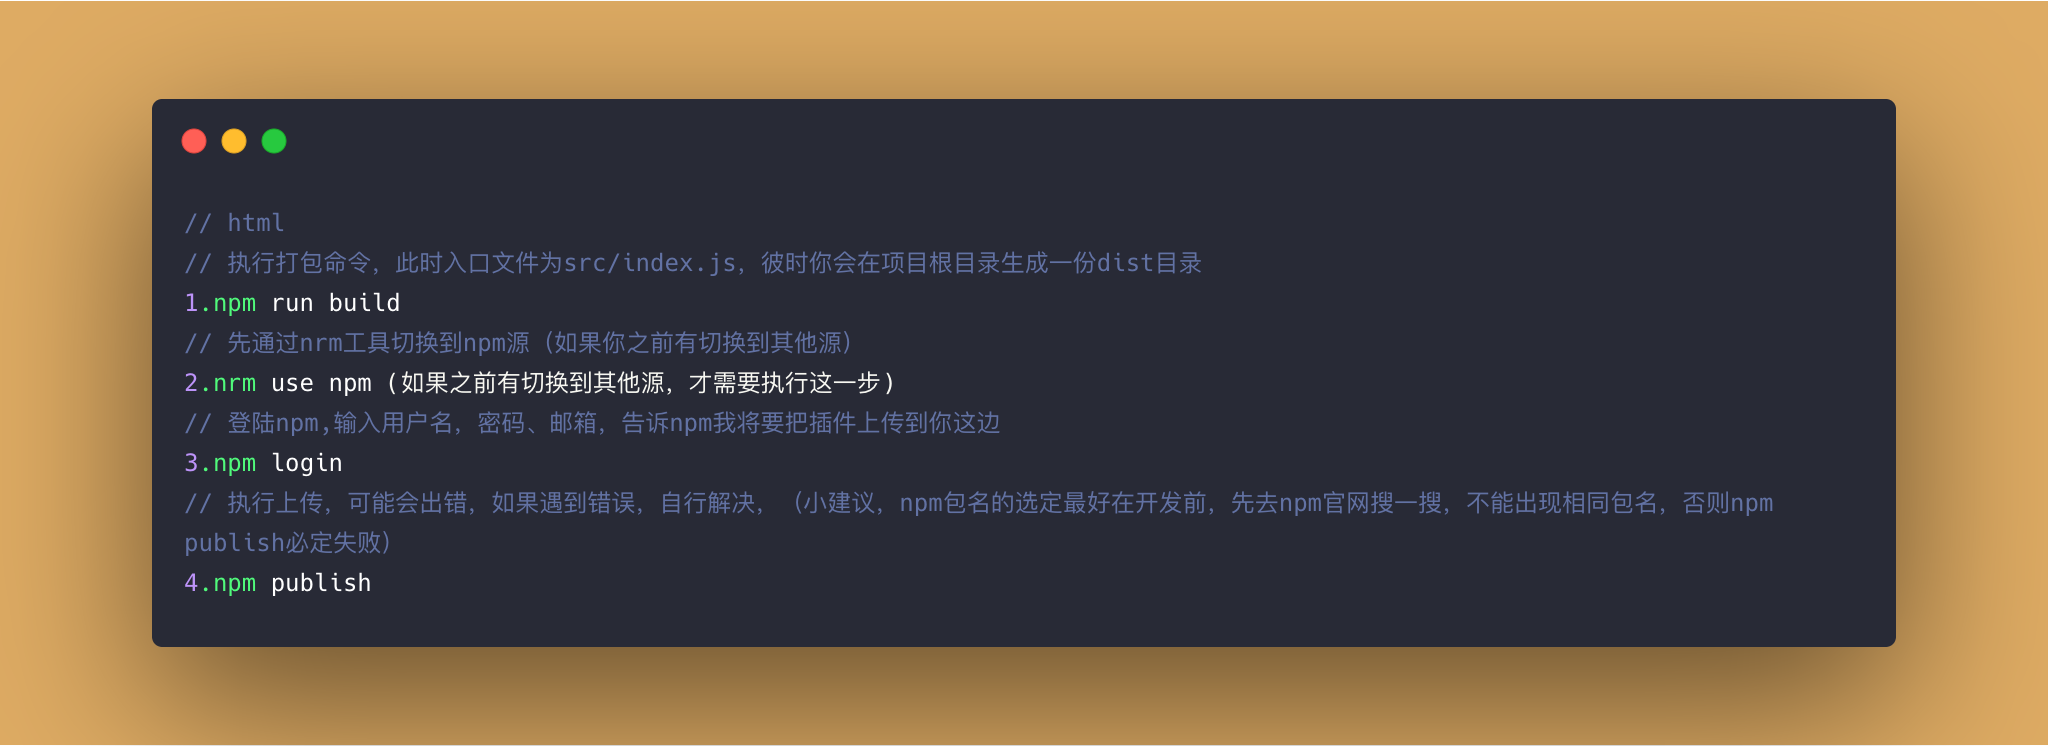 // html
// 执行打包命令，此时入口文件为src/index.js，彼时你会在项目根目录生成一份dist目录
1.npm run build
// 先通过nrm工具切换到npm源（如果你之前有切换到其他源）
2.nrm use npm (如果之前有切换到其他源，才需要执行这一步)
// 登陆npm,输入用户名，密码、邮箱，告诉npm我将要把插件上传到你这边
3.npm login
// 执行上传，可能会出错，如果遇到错误，自行解决，（小建议，npm包名的选定最好在开发前，先去npm官网搜一搜，不能出现相同包名，否则npm
publish必定失败）
4.npm publish